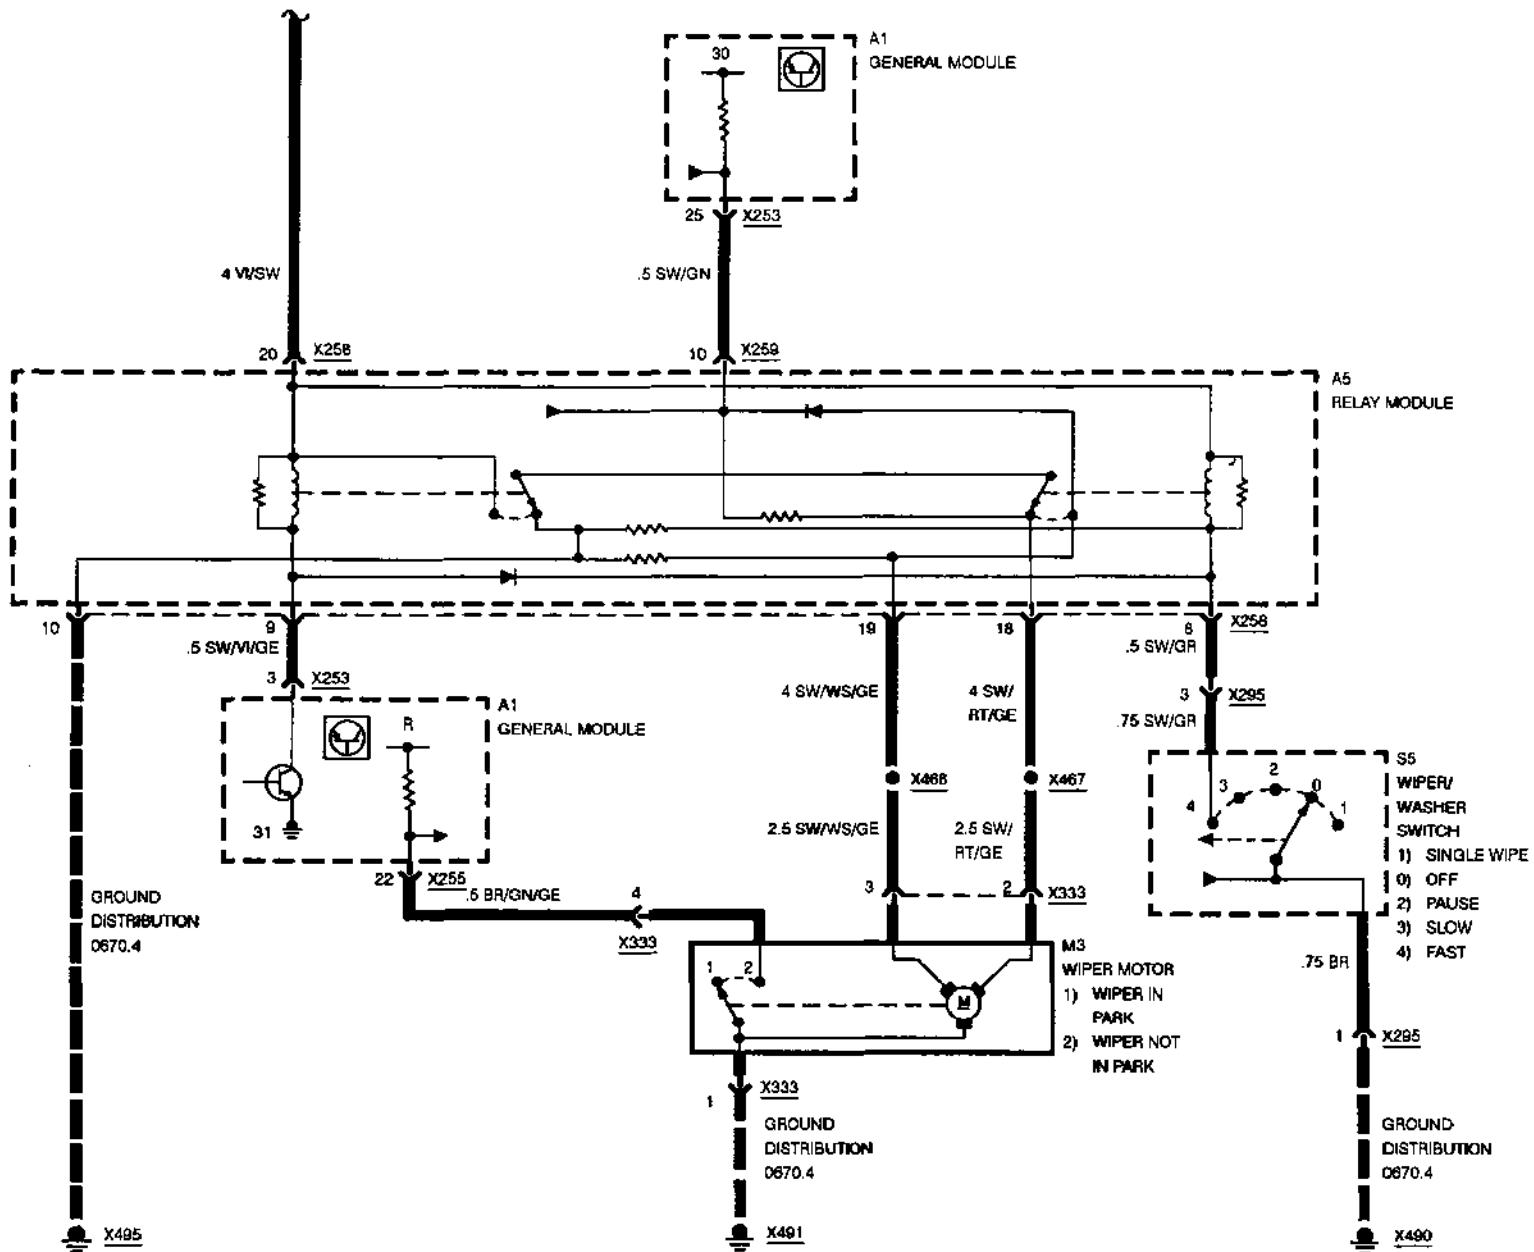 A1
GENERAL MODULE
30
25 X253
4 VI/SW
.5 SW/GN
20 X258
10 X259
A5
RELAY MODULE
10
9
19
18
6
X258
.5 SW/VI/GE
3 X253
A1
GENERAL MODULE
R
31
22 X255
.5 BR/GN/GE
4
X333
4 SW/WS/GE
4 SW/
RT/GE
X466
X467
2.5 SW/WS/GE
2.5 SW/
RT/GE
3
2
X333
.5 SW/GR
3 X295
.75 SW/GR
S5
WIPER/
WASHER
SWITCH
1) SINGLE WIPE
0) OFF
2) PAUSE
3) SLOW
4) FAST
4
3
2
0
1
.75 BR
1 X295
GROUND
DISTRIBUTION
0670.4
M3
WIPER MOTOR
1) WIPER IN
PARK
2) WIPER NOT
IN PARK
1
2
M
1
X333
GROUND
DISTRIBUTION
0670.4
GROUND
DISTRIBUTION
0670.4
X495
X491
X490